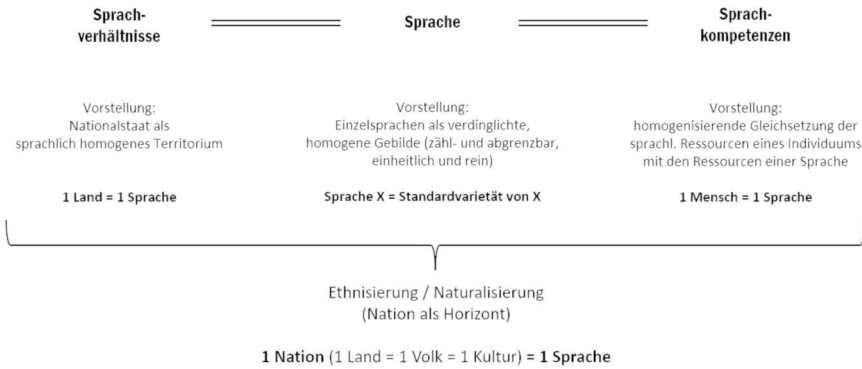 Sprach-
verhältnisse
Sprache
Sprach-
kompetenzen
Vorstellung:
Nationalstaat als
sprachlich homogenes Territorium
1 Land = 1 Sprache
Vorstellung:
Einzelsprachen als verdinglichte,
homogene Gebilde (zähl- und abgrenzbar,
einheitlich und rein)
Sprache X = Standardvarietät von X
Vorstellung:
homogenisierende Gleichsetzung der
sprachl. Ressourcen eines Individuums
mit den Ressourcen einer Sprache
1 Mensch = 1 Sprache
Ethnisierung / Naturalisierung
(Nation als Horizont)
1 Nation (1 Land = 1 Volk = 1 Kultur) = 1 Sprache